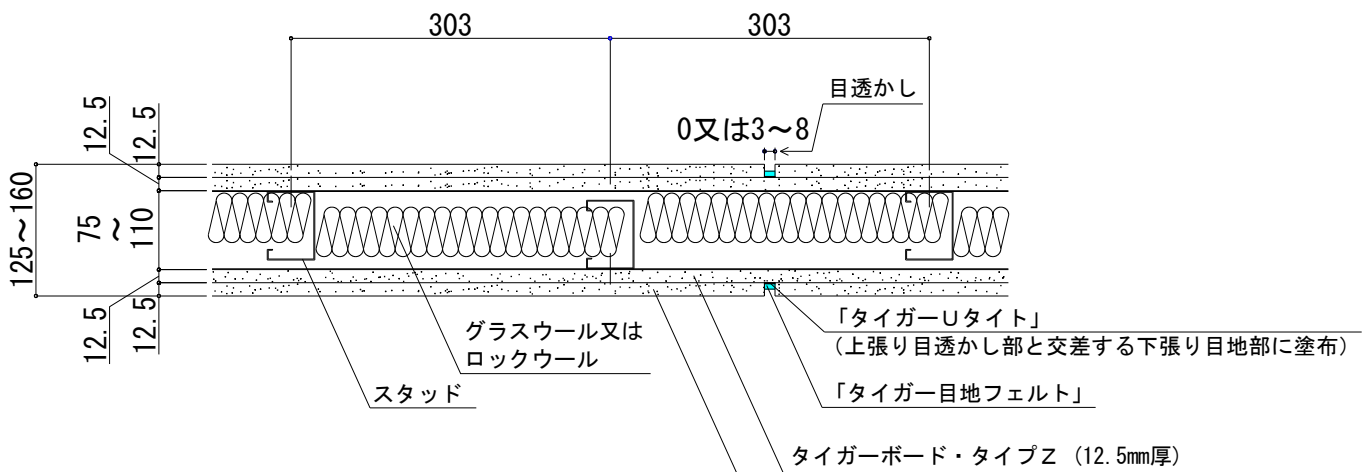 303
303
目透かし
0又は3～8
12.5
12.5
125～160
75～110
12.5
12.5
グラスウール又は
ロックウール
スタッド
「タイガーＵタイト」
（上張り目透かし部と交差する下張り目地部に塗布）
「タイガー目地フェルト」
タイガーボード・タイプＺ (12.5mm厚)